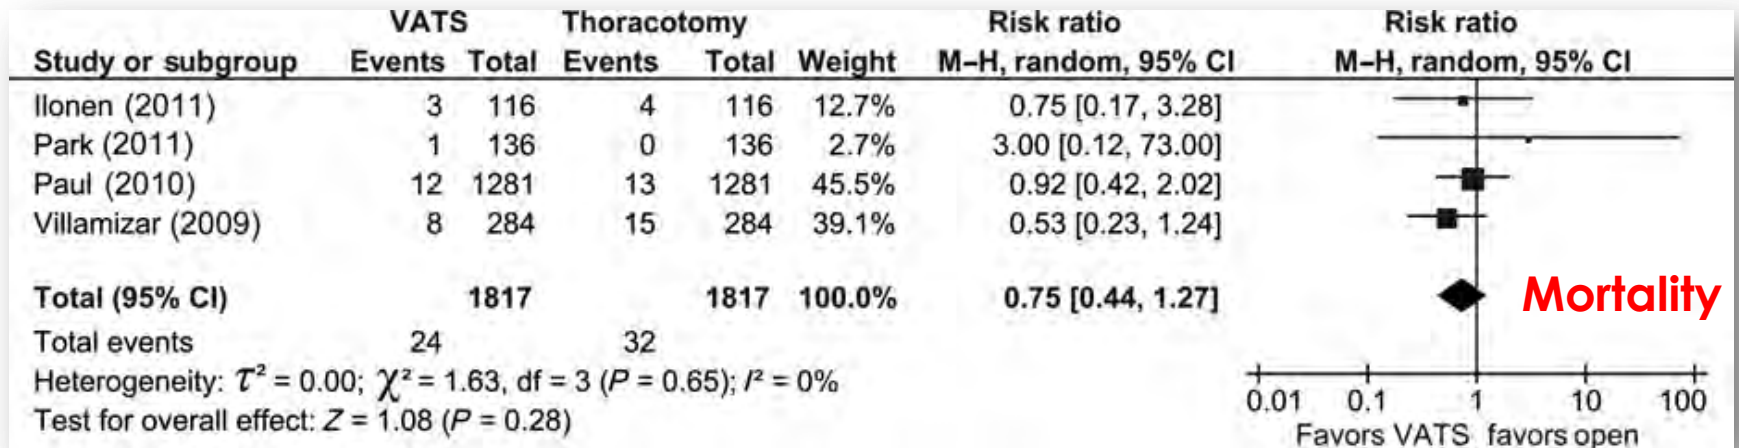 VATS Thoracotomy Risk ratio Risk ratio
Study or subgroup Events Total Events Total Weight M–H, random, 95% CI M–H, random, 95% CI
Ilonen (2011) 3 116 4 116 12.7% 0.75 [0.17, 3.28]
Park (2011) 1 136 0 136 2.7% 3.00 [0.12, 73.00]
Paul (2010) 12 1281 13 1281 45.5% 0.92 [0.42, 2.02]
Villamizar (2009) 8 284 15 284 39.1% 0.53 [0.23, 1.24]
Total (95% CI) 1817 1817 100.0% 0.75 [0.44, 1.27] Mortality
Total events 24 32
Heterogeneity: τ² = 0.00; χ² = 1.63, df = 3 (P = 0.65); I² = 0%
Test for overall effect: Z = 1.08 (P = 0.28)
0.01 0.1 1 10 100
Favors VATS favors open